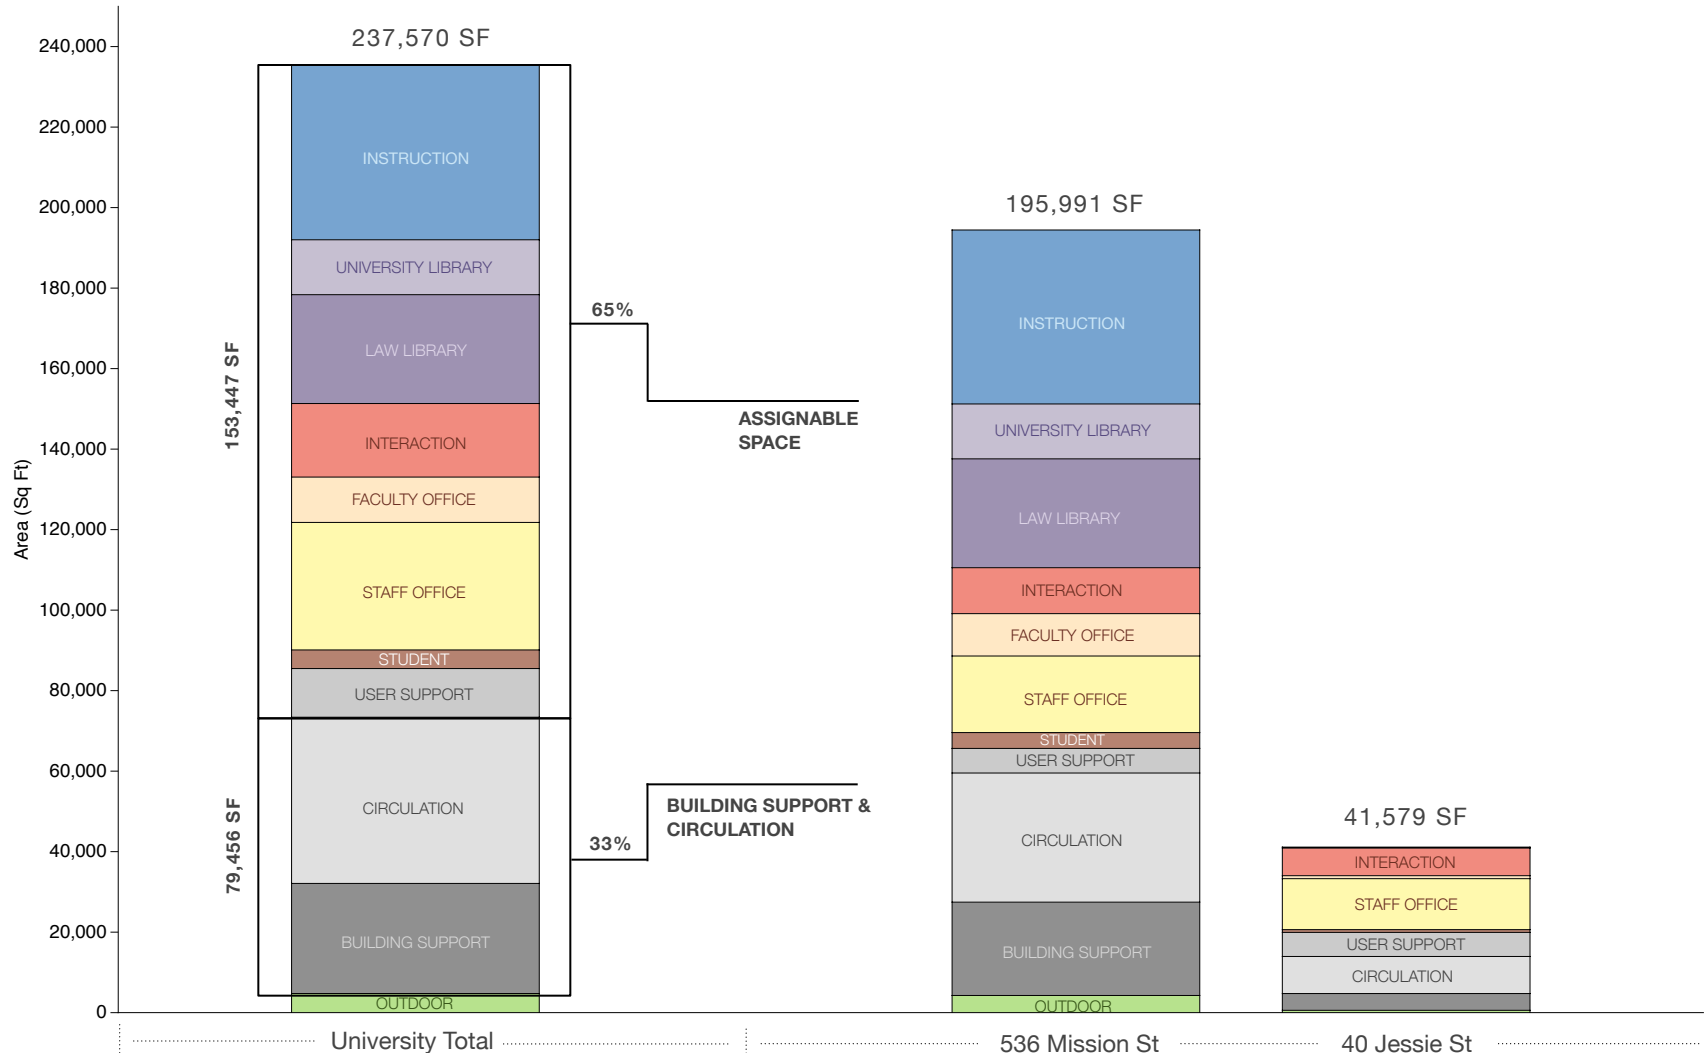 237,570 SF
240,000
220,000
200,000
180,000
160,000
140,000
120,000
100,000
80,000
60,000
40,000
20,000
0
Area (Sq Ft)
153,447 SF
79,456 SF
INSTRUCTION
UNIVERSITY LIBRARY
LAW LIBRARY
INTERACTION
FACULTY OFFICE
STAFF OFFICE
STUDENT
USER SUPPORT
CIRCULATION
BUILDING SUPPORT
OUTDOOR
65%
ASSIGNABLE
SPACE
33%
BUILDING SUPPORT &
CIRCULATION
195,991 SF
INSTRUCTION
UNIVERSITY LIBRARY
LAW LIBRARY
INTERACTION
FACULTY OFFICE
STAFF OFFICE
STUDENT
USER SUPPORT
CIRCULATION
BUILDING SUPPORT
OUTDOOR
41,579 SF
INTERACTION
STAFF OFFICE
USER SUPPORT
CIRCULATION
University Total
536 Mission St
40 Jessie St